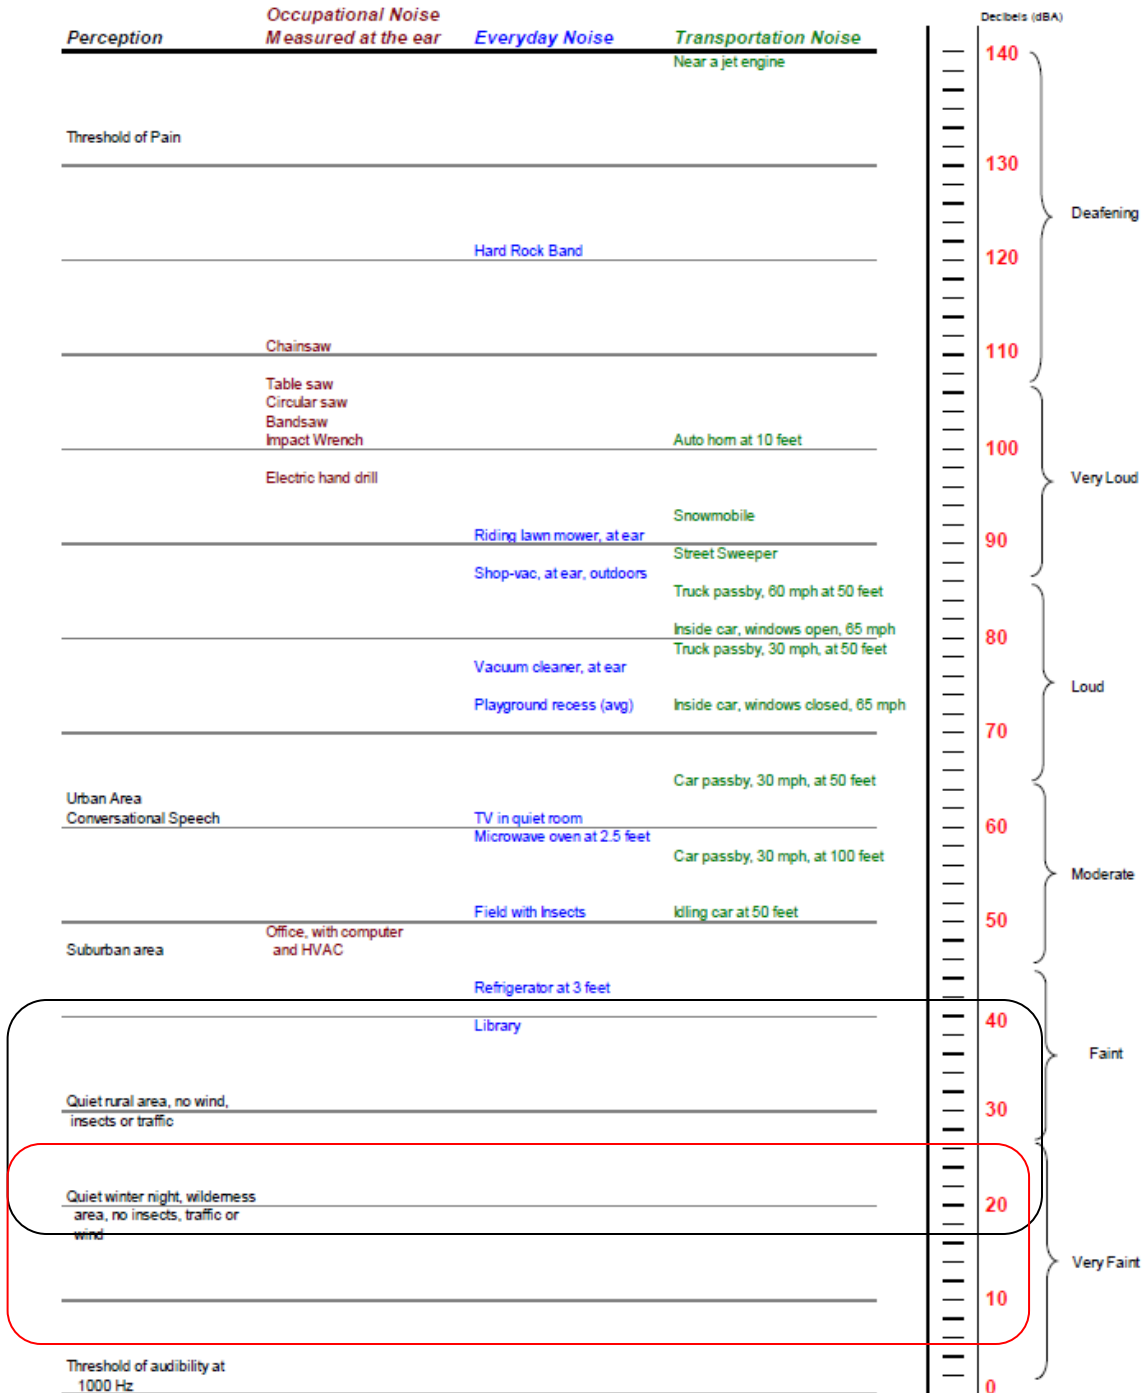 Occupational Noise
Decibels (dBA)
Perception Measured at the ear Everyday Noise Transportation Noise
140
Near a jet engine
Threshold of Pain
130
Deafening
Hard Rock Band
120
Chainsaw
110
Table saw
Circular saw
Bandsaw
Impact Wrench Auto horn at 10 feet
100
Electric hand drill Very Loud
Snowmobile
Riding lawn mower, at ear
90
Street Sweeper
Shop-vac, at ear, outdoors
Truck passby, 60 mph at 50 feet
Inside car, windows open, 65 mph
80
Truck passby, 30 mph, at 50 feet
Vacuum cleaner, at ear
Loud
Playground recess (avg) Inside car, windows closed, 65 mph
70
Car passby, 30 mph, at 50 feet
Urban Area
Conversational Speech TV in quiet room
60
Microwave oven at 2.5 feet
Car passby, 30 mph, at 100 feet
Moderate
Field with Insects Idling car at 50 feet
50
Office, with computer
Suburban area and HVAC
Refrigerator at 3 feet
40
Library
Faint
Quiet rural area, no wind,
30
insects or traffic
Quiet winter night, wilderness
20
area, no insects, traffic or
wind
Very Faint
10
Threshold of audibility at
1000 Hz
0